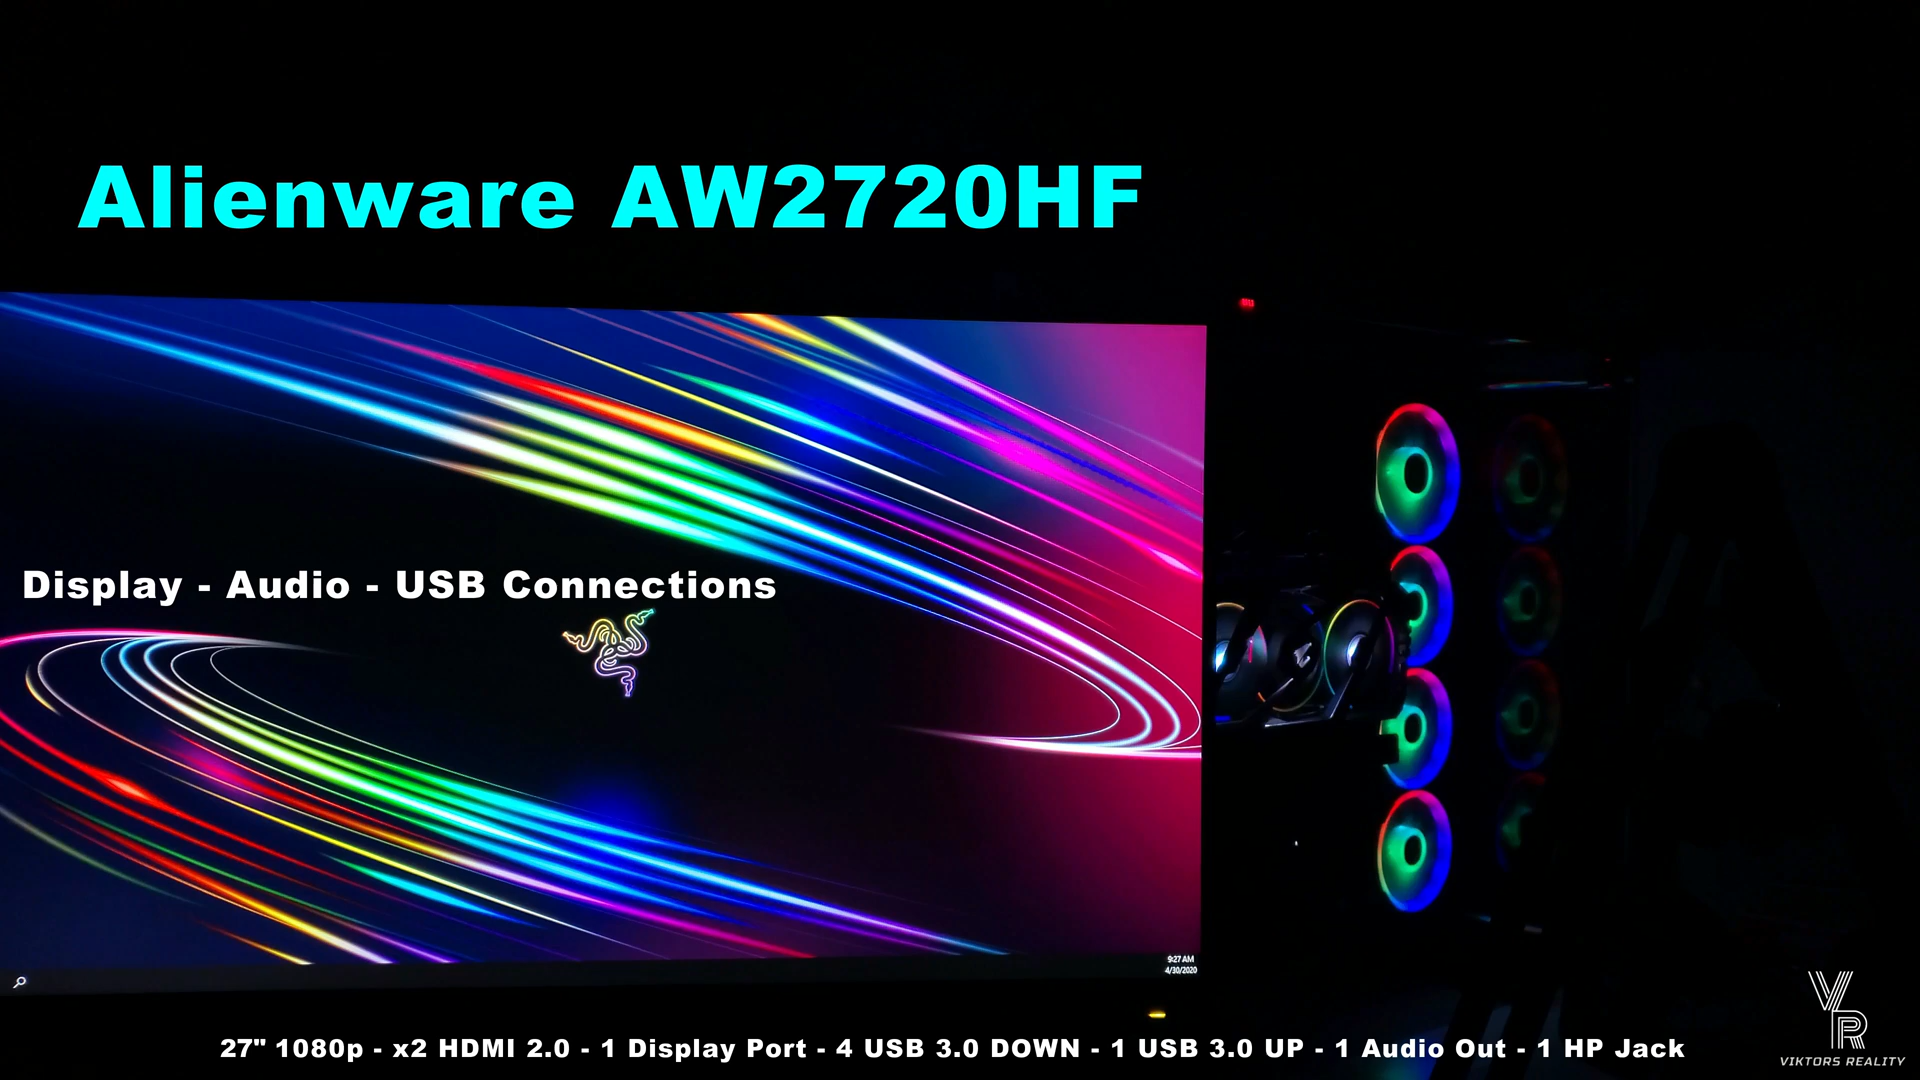 Alienware AW2720HF
Display - Audio - USB Connections
9:27 AM
4/30/2020
27" 1080p - x2 HDMI 2.0 - 1 Display Port - 4 USB 3.0 DOWN - 1 USB 3.0 UP - 1 Audio Out - 1 HP Jack
VR
VIKTORS REALITY